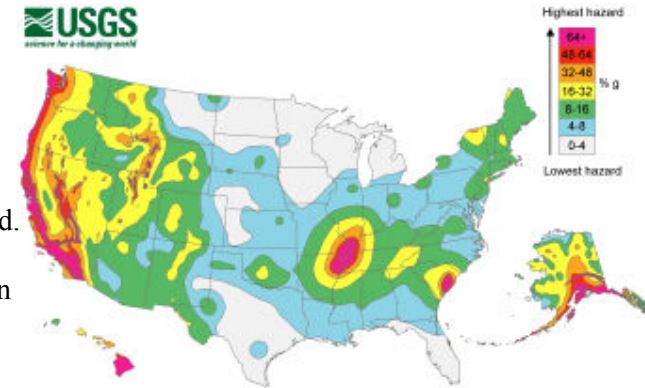 USGS
science for a changing world
Highest hazard
64+
48-64
32-48
16-32
8-16
4-8
0-4
% g
Lowest hazard
d.
n